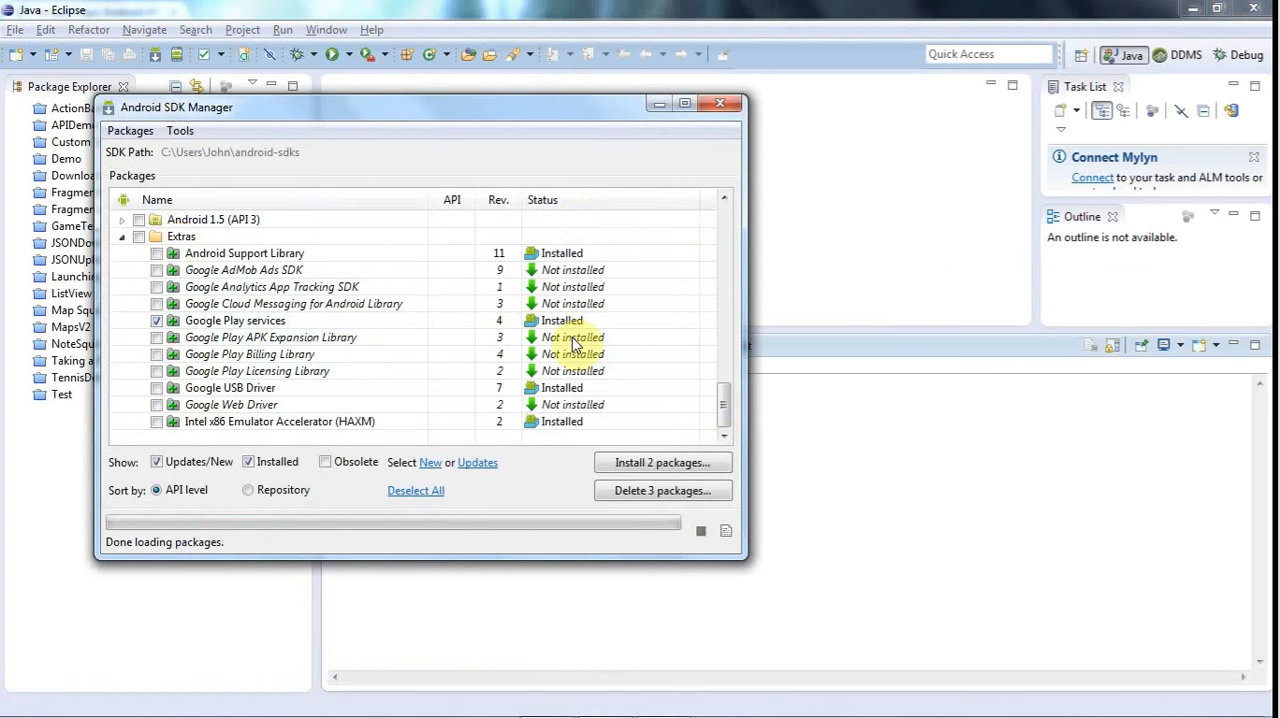 Java - Eclipse
File Edit Refactor Navigate Search Project Run Window Help
Quick Access
Java DDMS Debug
Package Explorer
ActionBa
APIDemo
Custom
Demo
Downloa
Fragmen
Fragmen
GameTe
JSONDow
JSONUpl
Launchin
ListView
Map Squ
MapsV2
NoteSqu
Taking a
TennisDe
Test
Android SDK Manager
Packages Tools
SDK Path: C:\Users\John\android-sdks
Packages
Name API Rev. Status
Android 1.5 (API 3)
Extras
Android Support Library 11 Installed
Google AdMob Ads SDK 9 Not installed
Google Analytics App Tracking SDK 1 Not installed
Google Cloud Messaging for Android Library 3 Not installed
Google Play services 4 Installed
Google Play APK Expansion Library 3 Not installed
Google Play Billing Library 4 Not installed
Google Play Licensing Library 2 Not installed
Google USB Driver 7 Installed
Google Web Driver 2 Not installed
Intel x86 Emulator Accelerator (HAXM) 2 Installed
Show: Updates/New Installed Obsolete Select New or Updates
Install 2 packages...
Sort by: API level Repository Deselect All
Delete 3 packages...
Done loading packages.
Task List
Connect Mylyn
Connect to your task and ALM tools or
Outline
An outline is not available.